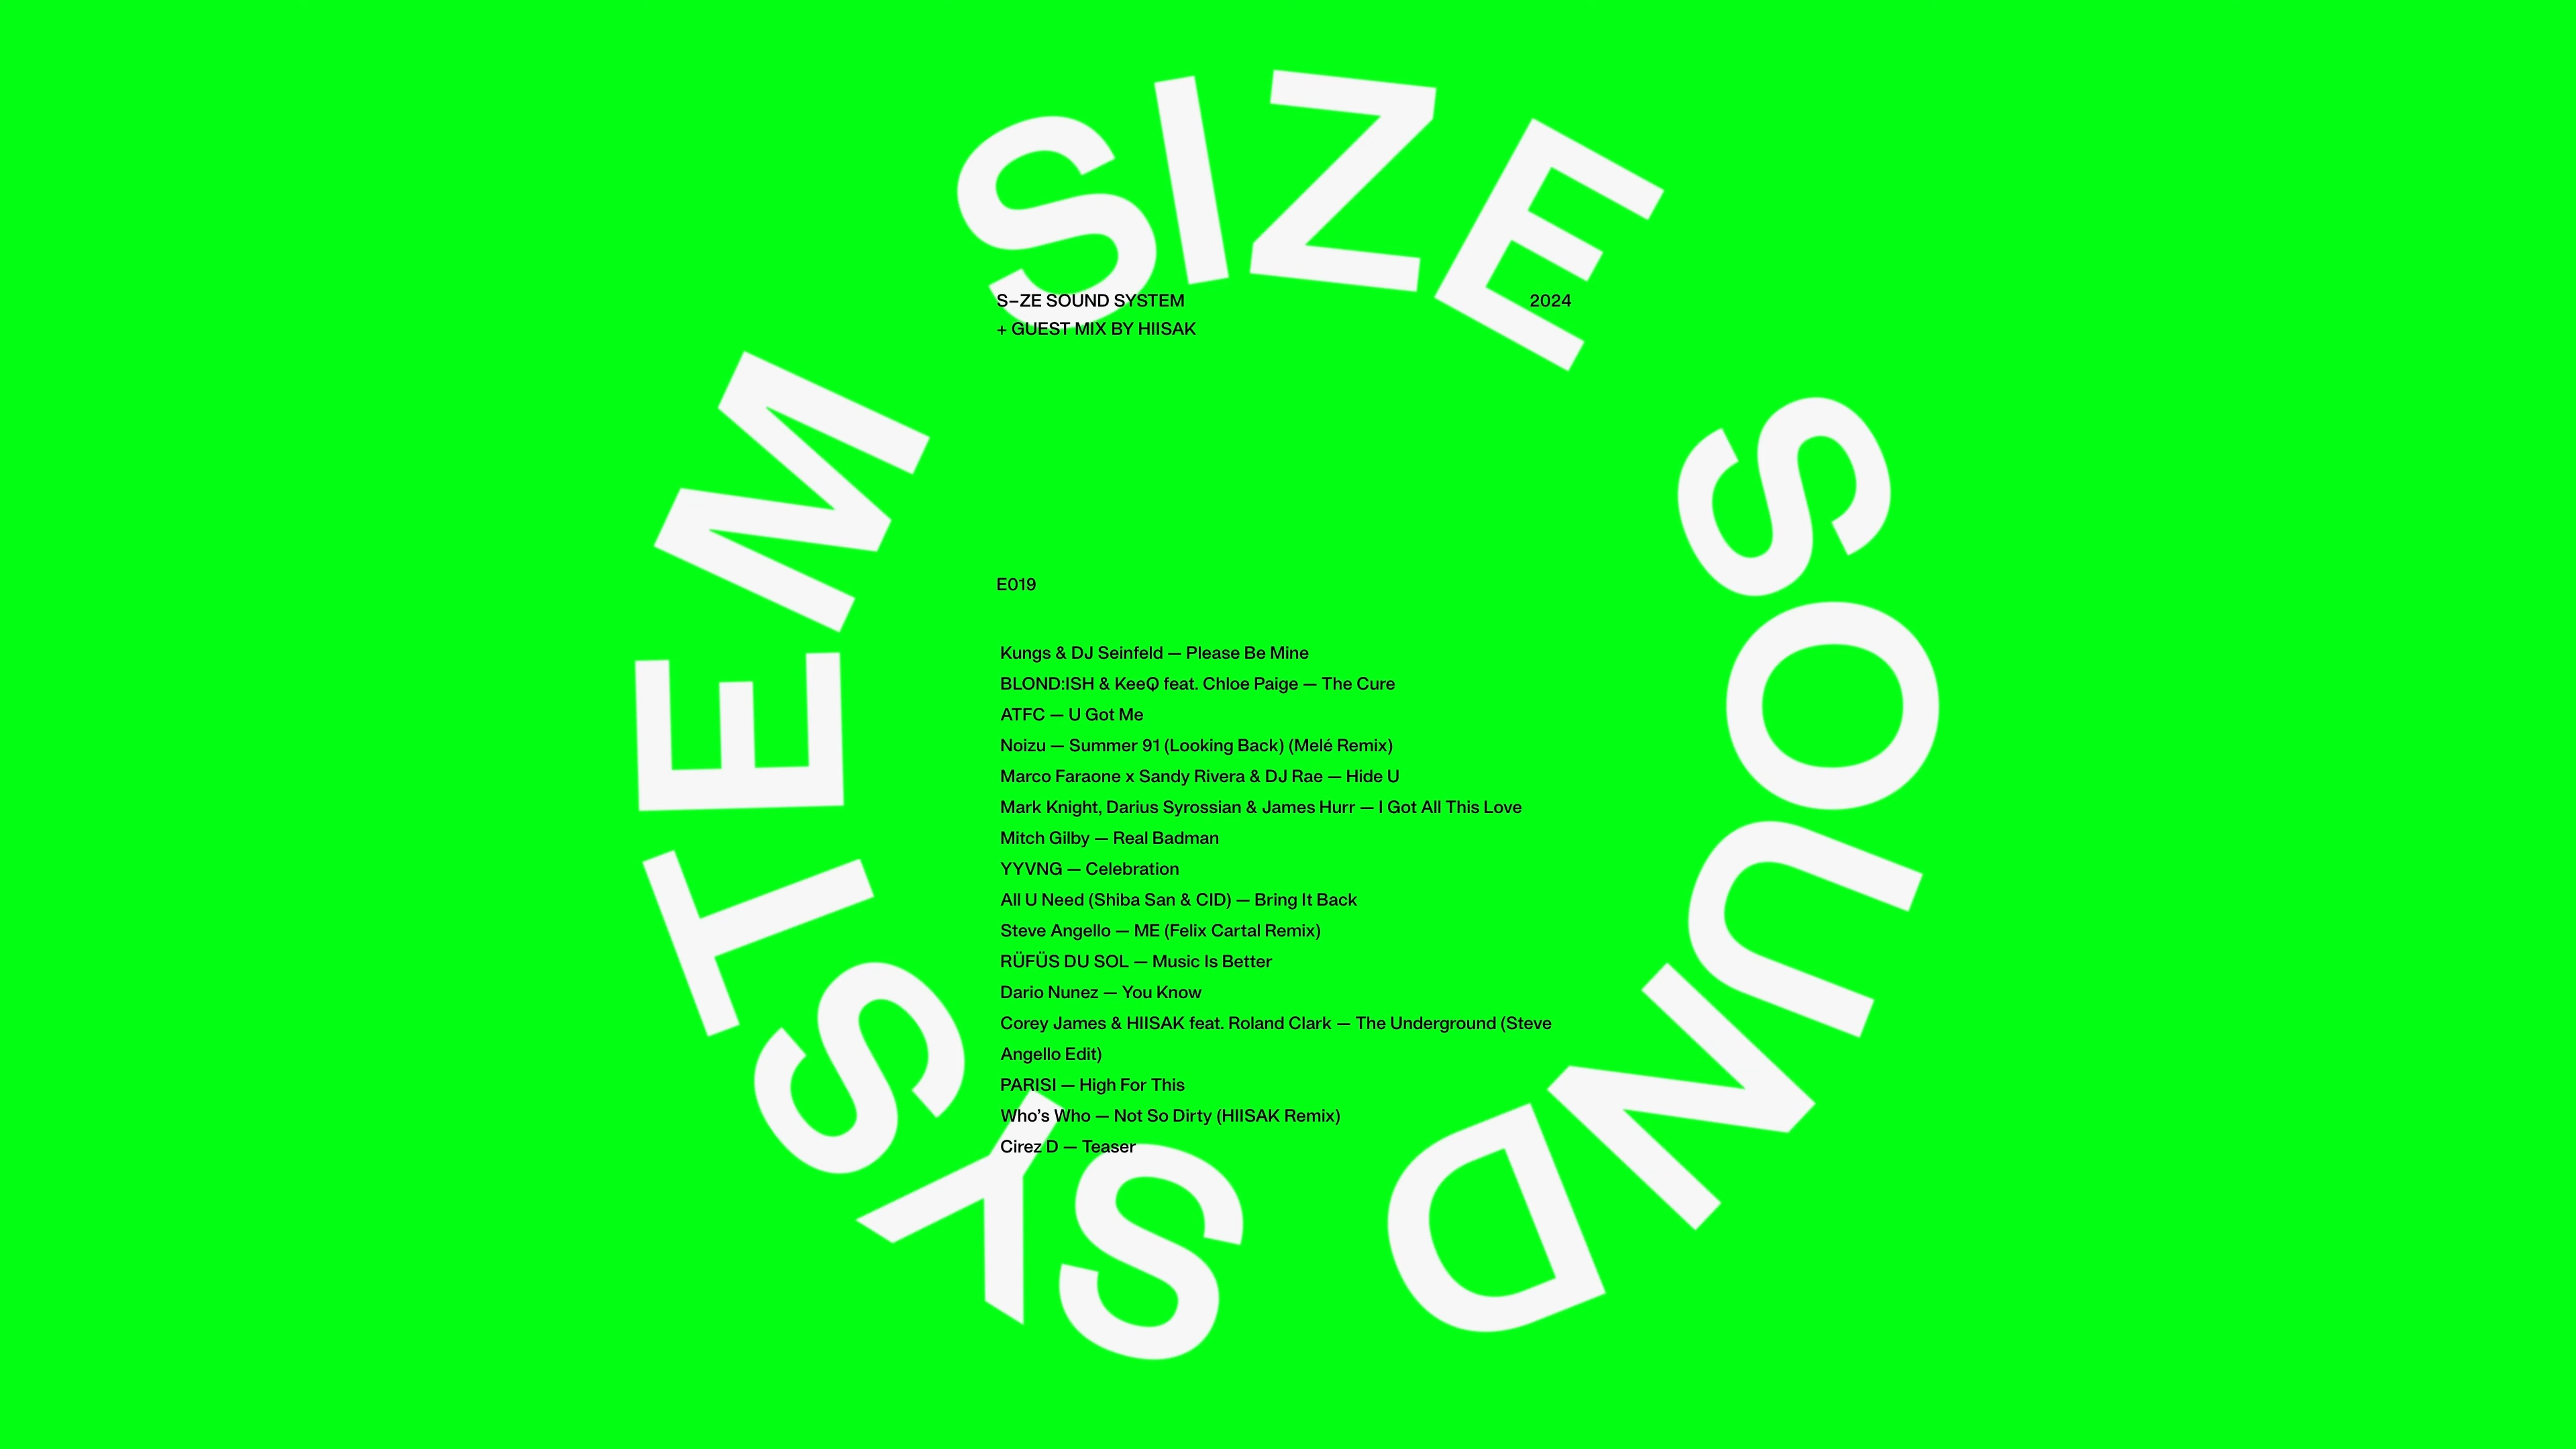 SIZE SOUND SYSTEM
S–ZE SOUND SYSTEM
2024
+ GUEST MIX BY HIISAK
E019
Kungs & DJ Seinfeld — Please Be Mine
BLOND:ISH & KeeQ feat. Chloe Paige — The Cure
ATFC — U Got Me
Noizu — Summer 91 (Looking Back) (Melé Remix)
Marco Faraone x Sandy Rivera & DJ Rae — Hide U
Mark Knight, Darius Syrossian & James Hurr — I Got All This Love
Mitch Gilby — Real Badman
YYVNG — Celebration
All U Need (Shiba San & CID) — Bring It Back
Steve Angello — ME (Felix Cartal Remix)
RÜFÜS DU SOL — Music Is Better
Dario Nunez — You Know
Corey James & HIISAK feat. Roland Clark — The Underground (Steve
Angello Edit)
PARISI — High For This
Who’s Who — Not So Dirty (HIISAK Remix)
Cirez D — Teaser